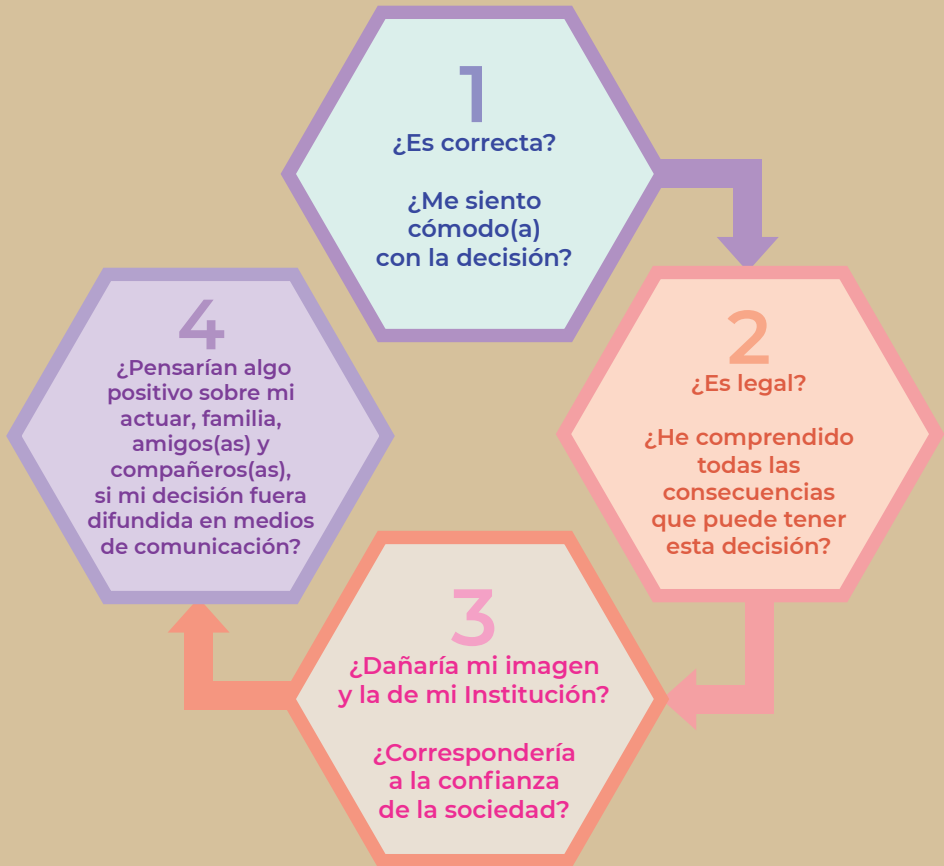 1
¿Es correcta?
¿Me siento
cómodo(a)
con la decisión?
2
¿Es legal?
¿He comprendido
todas las
consecuencias
que puede tener
esta decisión?
3
¿Dañaría mi imagen
y la de mi Institución?
¿Correspondería
a la confianza
de la sociedad?
4
¿Pensarían algo
positivo sobre mi
actuar, familia,
amigos(as) y
compañeros(as),
si mi decisión fuera
difundida en medios
de comunicación?